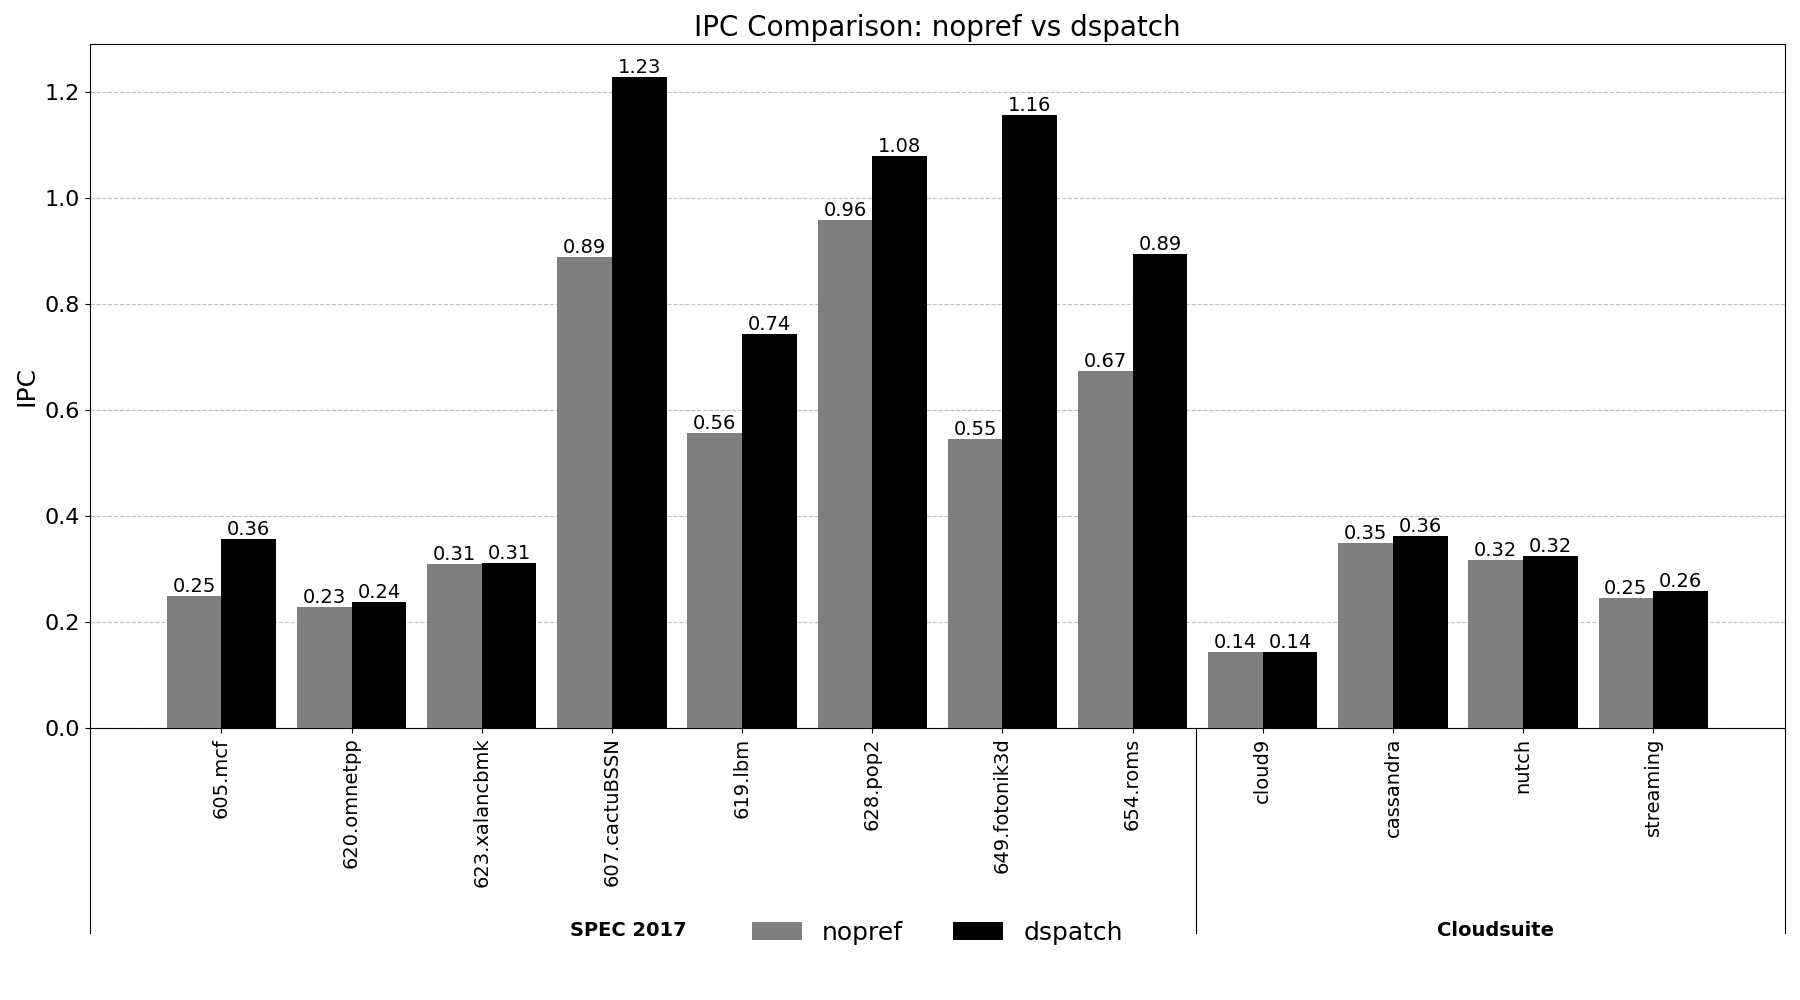 IPC Comparison: nopref vs dspatch
IPC
1.2
1.0
0.8
0.6
0.4
0.2
0.0
0.25
0.36
0.23
0.24
0.31
0.31
0.89
1.23
0.56
0.74
0.96
1.08
0.55
1.16
0.67
0.89
0.14
0.14
0.35
0.36
0.32
0.32
0.25
0.26
605.mcf
620.omnetpp
623.xalancbmk
607.cactuBSSN
619.lbm
628.pop2
649.fotonik3d
654.roms
cloud9
cassandra
nutch
streaming
SPEC 2017
nopref
dspatch
Cloudsuite